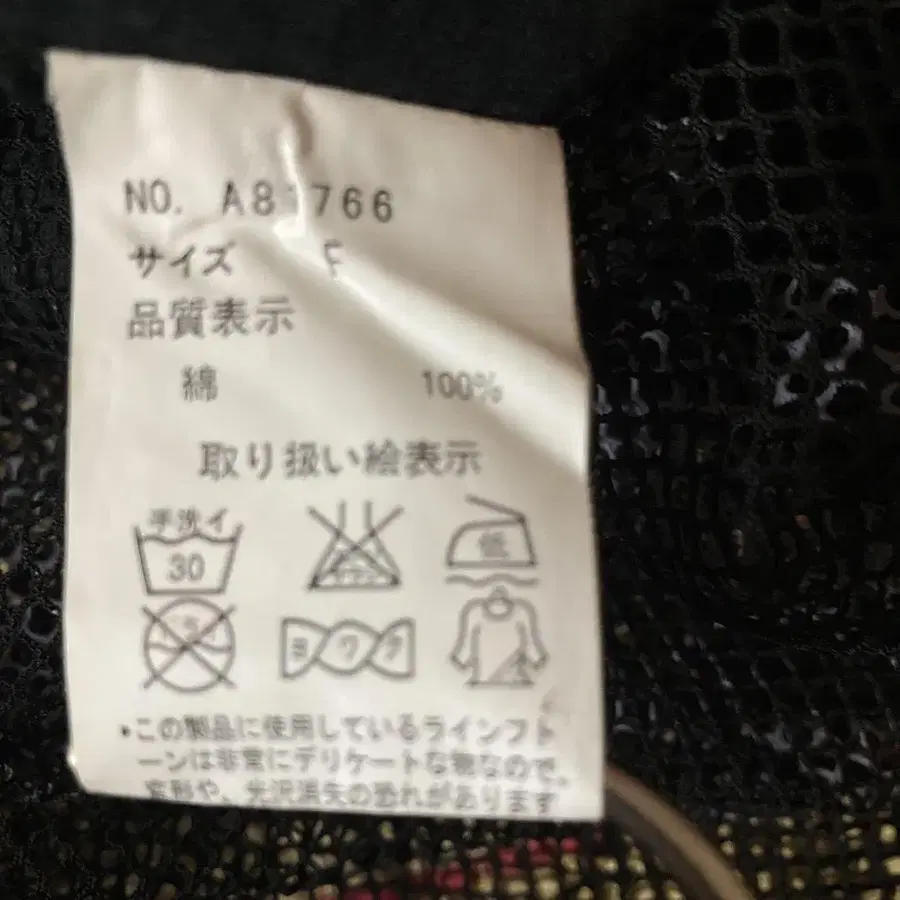 NO. A81766
サイズ F
品質表示
綿 100%
取り扱い絵表示
手洗イ
30
低
ヨワク
•この製品に使用しているラインフト
ーンは非常にデリケートな物なので、
変形や、光沢消失の恐れがあります